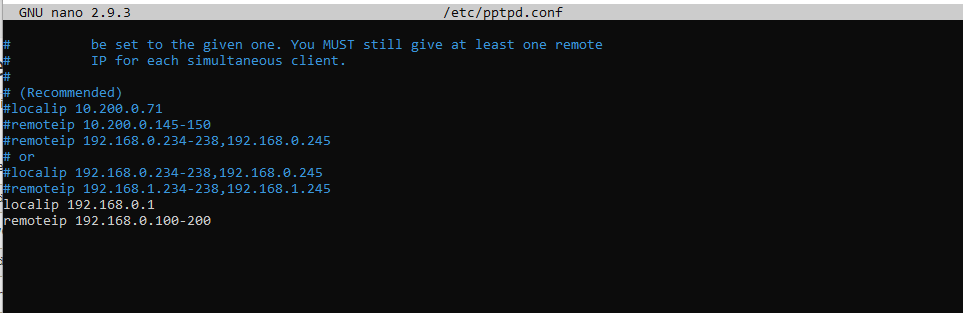 GNU nano 2.9.3 /etc/pptpd.conf
# be set to the given one. You MUST still give at least one remote
# IP for each simultaneous client.
#
# (Recommended)
#localip 10.200.0.71
#remoteip 10.200.0.145-150
#remoteip 192.168.0.234-238,192.168.0.245
# or
#localip 192.168.0.234-238,192.168.0.245
#remoteip 192.168.1.234-238,192.168.1.245
localip 192.168.0.1
remoteip 192.168.0.100-200